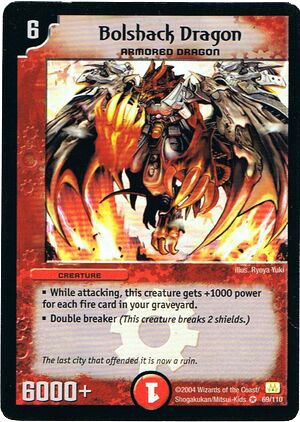 6
Bolshack Dragon
ARMORED DRAGON
illus. Ryoya Yuki
CREATURE
• While attacking, this creature gets +1000 power
for each fire card in your graveyard.
• Double breaker (This creature breaks 2 shields.)
The last city that offended it is now a ruin.
6000+
1
©2004 Wizards of the Coast/
Shogakukan/Mitsui-Kids 69/110